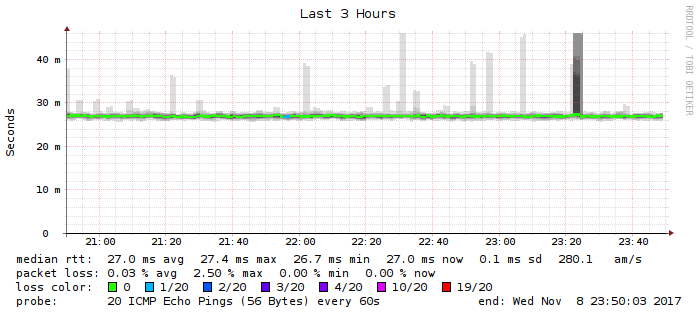 Last 3 Hours
RRDTOOL / TOBI OETIKER
Seconds
40 m
30 m
20 m
10 m
0
21:00 21:20 21:40 22:00 22:20 22:40 23:00 23:20 23:40
median rtt: 27.0 ms avg 27.4 ms max 26.7 ms min 27.0 ms now 0.1 ms sd 280.1 am/s
packet loss: 0.03 % avg 2.50 % max 0.00 % min 0.00 % now
loss color: 0 1/20 2/20 3/20 4/20 10/20 19/20
probe: 20 ICMP Echo Pings (56 Bytes) every 60s end: Wed Nov 8 23:50:03 2017